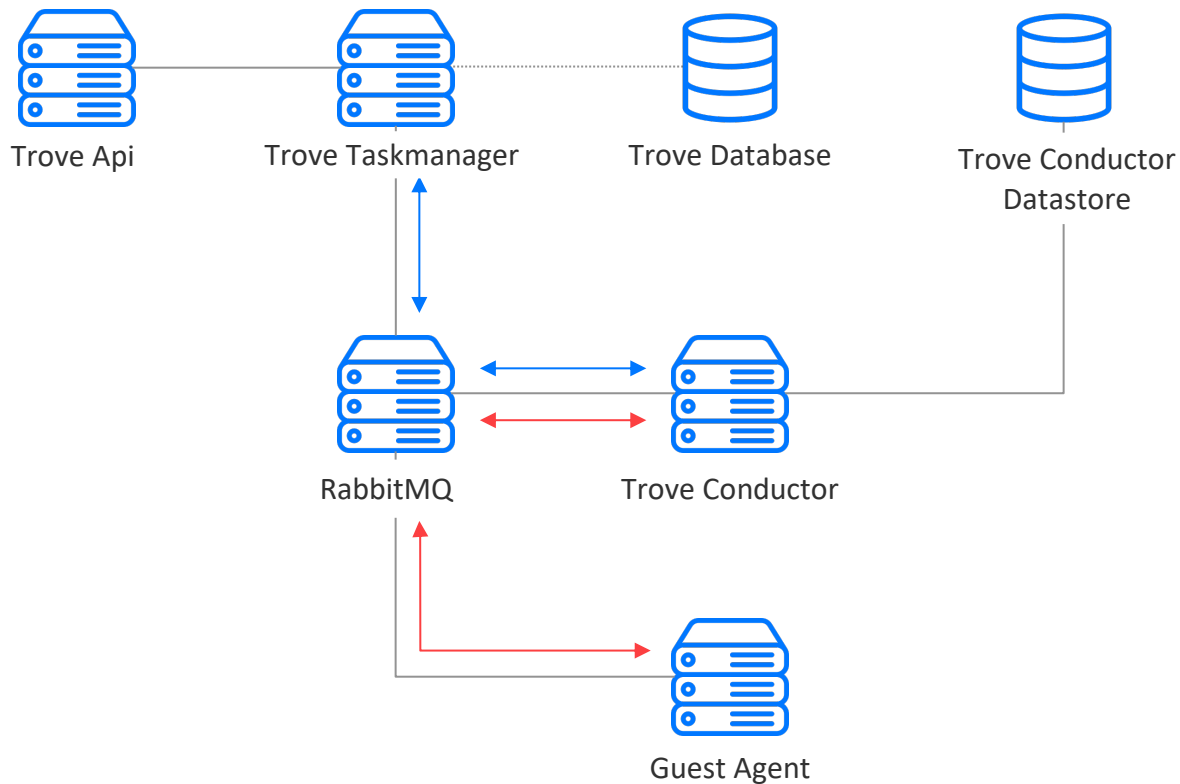 Trove Api
Trove Taskmanager
Trove Database
Trove Conductor
Datastore
RabbitMQ
Trove Conductor
Guest Agent